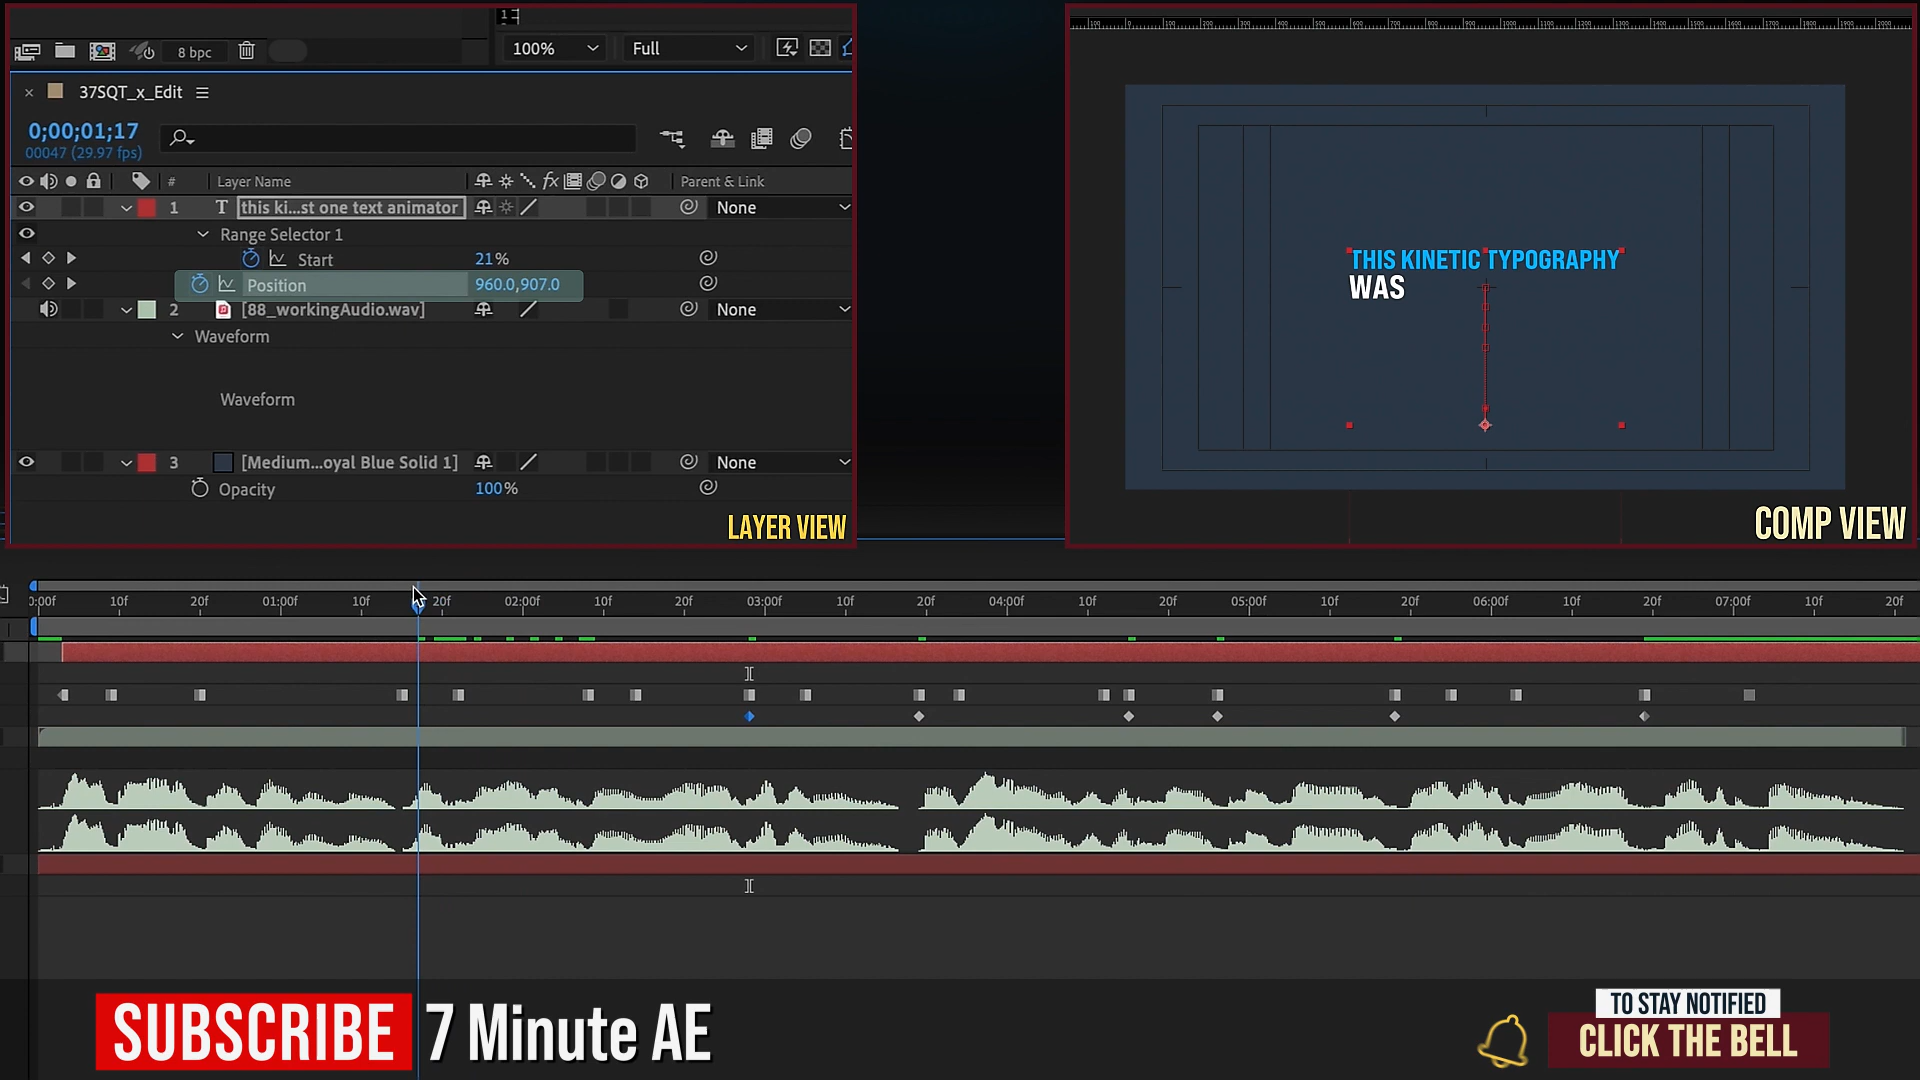 8 bpc
100%
Full
37SQT_x_Edit
0;00;01;17
00047 (29.97 fps)
# Layer Name fx Parent & Link
1 T this ki...st one text animator None
Range Selector 1
Start 21%
Position 960.0,907.0
2 [88_workingAudio.wav] None
Waveform
Waveform
3 [Medium...oyal Blue Solid 1] None
Opacity 100%
LAYER VIEW
THIS KINETIC TYPOGRAPHY
WAS
COMP VIEW
0:00f 10f 20f 01:00f 10f 20f 02:00f 10f 20f 03:00f 10f 20f 04:00f 10f 20f 05:00f 10f 20f 06:00f 10f 20f 07:00f 10f 20f
SUBSCRIBE 7 Minute AE
TO STAY NOTIFIED
CLICK THE BELL